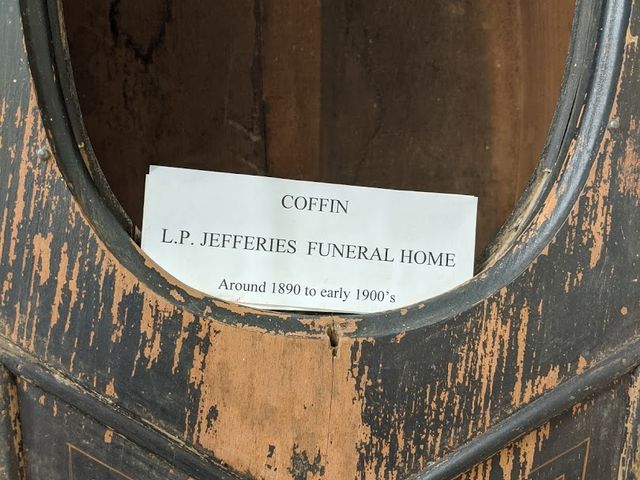 COFFIN
L.P. JEFFERIES FUNERAL HOME
Around 1890 to early 1900's